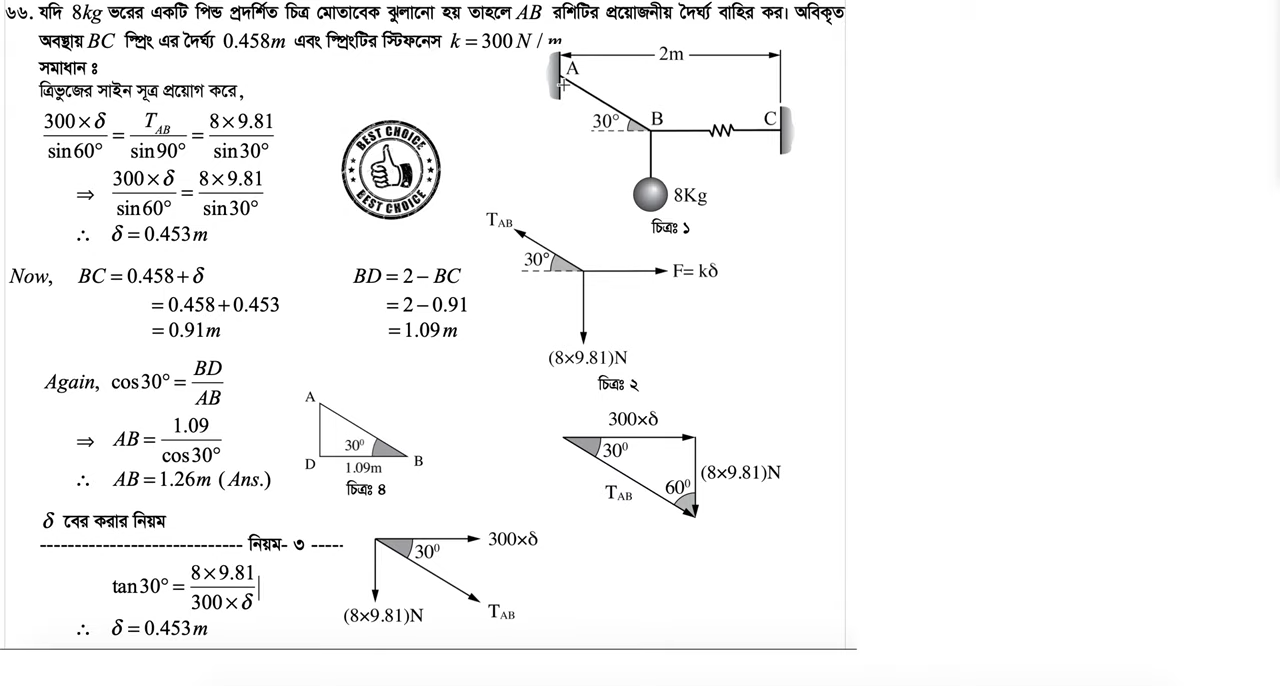 ৬৬. যদি 8kg ভরের একটি পিন্ড প্রদর্শিত চিত্র মোতাবেক ঝুলানো হয় তাহলে AB রশিটির প্রয়োজনীয় দৈর্ঘ্য বাহির কর। অবিকৃত
অবস্থায় BC স্প্রিং এর দৈর্ঘ্য 0.458m এবং স্প্রিংটির স্টিফনেস k = 300 N / m
সমাধান ঃ
ত্রিভুজের সাইন সূত্র প্রয়োগ করে,
300×δ/sin60° = T_AB/sin90° = 8×9.81/sin30°
⇒ 300×δ/sin60° = 8×9.81/sin30°
∴ δ = 0.453m
BEST CHOICE
BEST CHOICE
2m
A
30° B C
8Kg
চিত্রঃ ১
T_AB
30°
F= kδ
(8×9.81)N
চিত্রঃ ২
Now, BC = 0.458 + δ
= 0.458 + 0.453
= 0.91m
BD = 2 − BC
= 2 − 0.91
= 1.09m
Again, cos30° = BD/AB
⇒ AB = 1.09/cos30°
∴ AB = 1.26m (Ans.)
A
30⁰
D 1.09m B
চিত্রঃ ৪
300×δ
30⁰
(8×9.81)N
T_AB 60⁰
δ বের করার নিয়ম
----------------------------- নিয়ম- ৩ -----
tan30° = 8×9.81/300×δ
∴ δ = 0.453m
300×δ
30⁰
(8×9.81)N T_AB